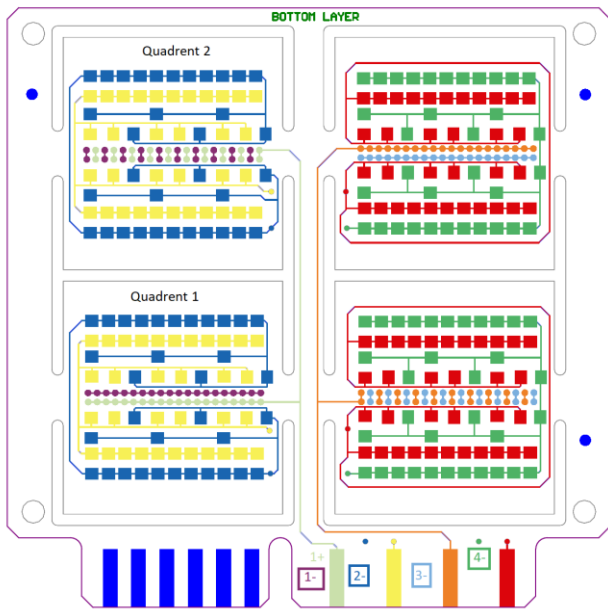 BOTTOM LAYER
Quadrent 2
Quadrent 1
1+
1-
2-
3-
4-